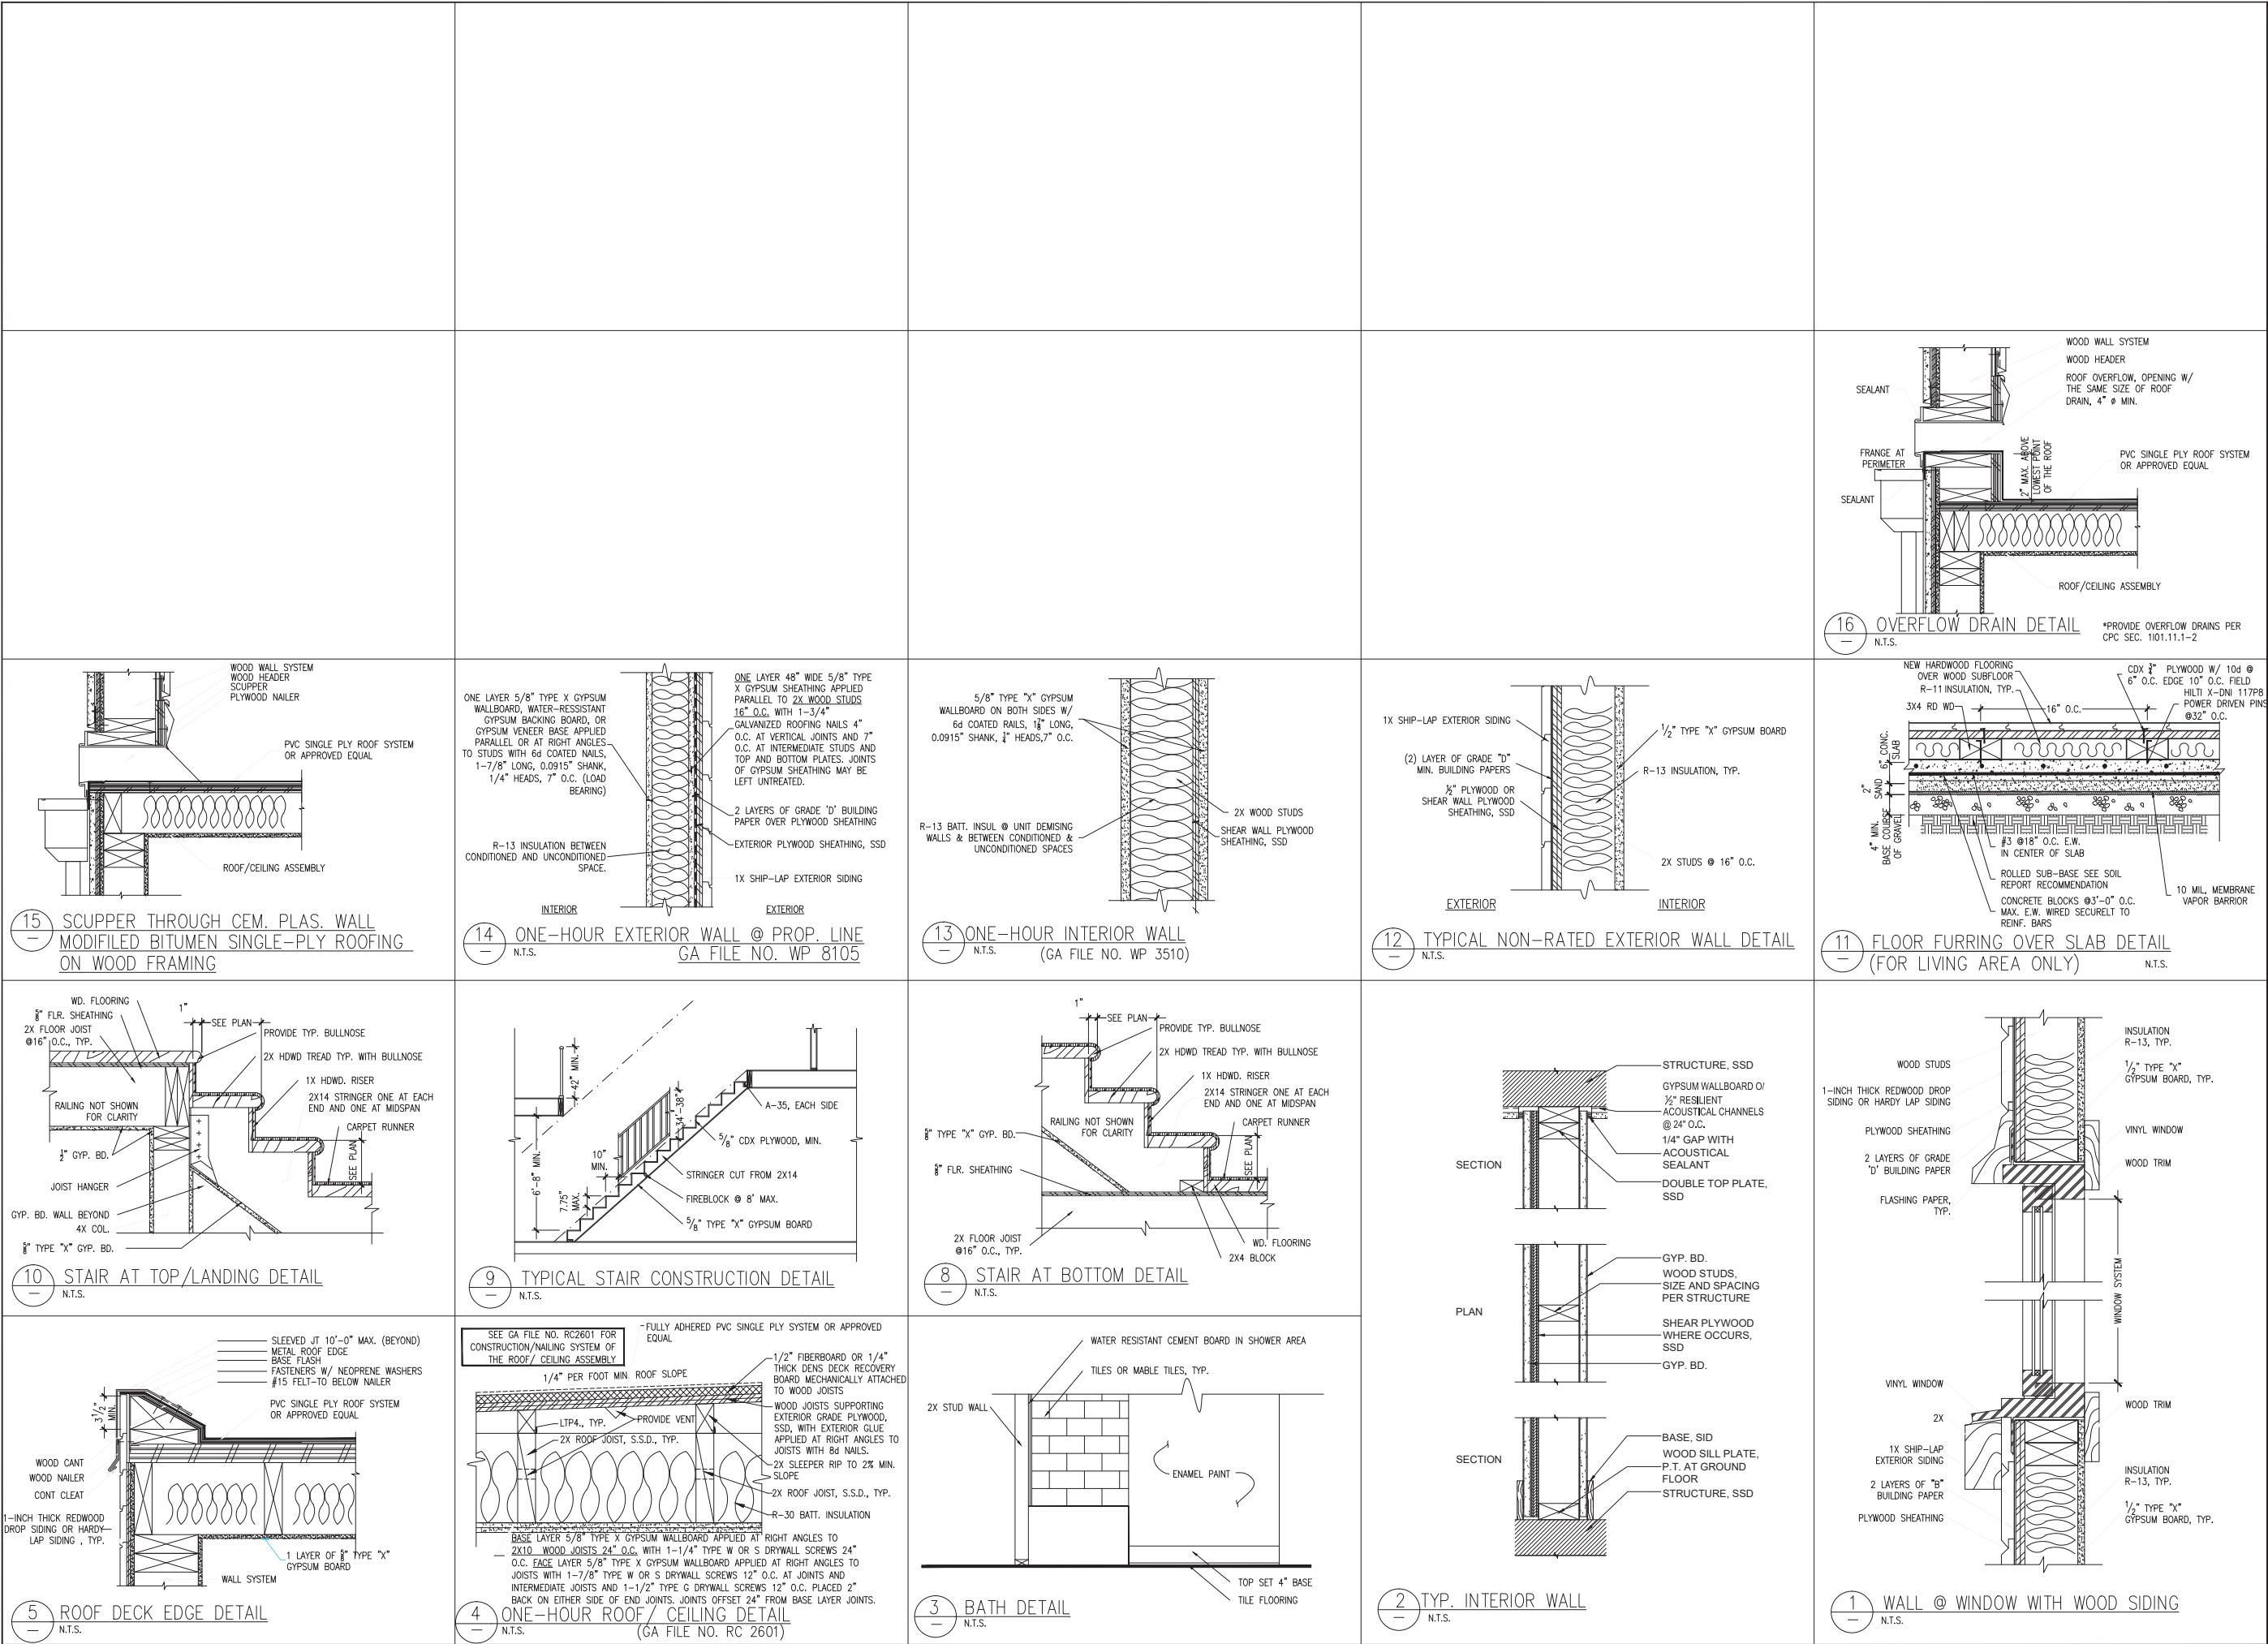 WOOD WALL SYSTEM
WOOD HEADER
ROOF OVERFLOW, OPENING W/
THE SAME SIZE OF ROOF
DRAIN, 4" ø MIN.
SEALANT
FRANGE AT
PERIMETER
SEALANT
2" MAX. ABOVE
LOWEST POINT
OF THE ROOF
PVC SINGLE PLY ROOF SYSTEM
OR APPROVED EQUAL
ROOF/CEILING ASSEMBLY
16
OVERFLOW DRAIN DETAIL
N.T.S.
*PROVIDE OVERFLOW DRAINS PER
CPC SEC. 1101.11.1-2
WOOD WALL SYSTEM
WOOD HEADER
SCUPPER
PLYWOOD NAILER
PVC SINGLE PLY ROOF SYSTEM
OR APPROVED EQUAL
ROOF/CEILING ASSEMBLY
15
SCUPPER THROUGH CEM. PLAS. WALL
MODIFILED BITUMEN SINGLE-PLY ROOFING
ON WOOD FRAMING
ONE LAYER 5/8" TYPE X GYPSUM
WALLBOARD, WATER-RESISTANT
GYPSUM BACKING BOARD, OR
GYPSUM VENEER BASE APPLIED
PARALLEL OR AT RIGHT ANGLES
TO STUDS WITH 6d COATED NAILS,
1-7/8" LONG, 0.0915" SHANK,
1/4" HEADS, 7" O.C. (LOAD
BEARING)
R-13 INSULATION BETWEEN
CONDITIONED AND UNCONDITIONED
SPACE.
ONE LAYER 48" WIDE 5/8" TYPE
X GYPSUM SHEATHING APPLIED
PARALLEL TO 2X WOOD STUDS
16" O.C. WITH 1-3/4"
GALVANIZED ROOFING NAILS 4"
O.C. AT VERTICAL JOINTS AND 7"
O.C. AT INTERMEDIATE STUDS AND
TOP AND BOTTOM PLATES. JOINTS
OF GYPSUM SHEATHING MAY BE
LEFT UNTREATED.
2 LAYERS OF GRADE 'D' BUILDING
PAPER OVER PLYWOOD SHEATHING
EXTERIOR PLYWOOD SHEATHING, SSD
1X SHIP-LAP EXTERIOR SIDING
INTERIOR
EXTERIOR
14
ONE-HOUR EXTERIOR WALL @ PROP. LINE
N.T.S.
GA FILE NO. WP 8105
5/8" TYPE "X" GYPSUM
WALLBOARD ON BOTH SIDES W/
6d COATED RAILS, 1⅞" LONG,
0.0915" SHANK, ¼" HEADS,7" O.C.
R-13 BATT. INSUL @ UNIT DEMISING
WALLS & BETWEEN CONDITIONED &
UNCONDITIONED SPACES
2X WOOD STUDS
SHEAR WALL PLYWOOD
SHEATHING, SSD
13
ONE-HOUR INTERIOR WALL
N.T.S.
(GA FILE NO. WP 3510)
1X SHIP-LAP EXTERIOR SIDING
(2) LAYER OF GRADE "D"
MIN. BUILDING PAPERS
½" PLYWOOD OR
SHEAR WALL PLYWOOD
SHEATHING, SSD
1/2" TYPE "X" GYPSUM BOARD
R-13 INSULATION, TYP.
2X STUDS @ 16" O.C.
EXTERIOR
INTERIOR
12
TYPICAL NON-RATED EXTERIOR WALL DETAIL
N.T.S.
NEW HARDWOOD FLOORING
OVER WOOD SUBFLOOR
R-11 INSULATION, TYP.
3X4 RD WD
16" O.C.
CDX ¾" PLYWOOD W/ 10d @
6" O.C. EDGE 10" O.C. FIELD
HILTI X-DNI 117P8
POWER DRIVEN PINS
@32" O.C.
6" CONC.
SLAB
2"
SAND
4" MIN.
BASE COURSE
OF GRAVEL
#3 @18" O.C. E.W.
IN CENTER OF SLAB
ROLLED SUB-BASE SEE SOIL
REPORT RECOMMENDATION
CONCRETE BLOCKS @3'-0" O.C.
MAX. E.W. WIRED SECURELT TO
REINF. BARS
10 MIL, MEMBRANE
VAPOR BARRIOR
11
FLOOR FURRING OVER SLAB DETAIL
(FOR LIVING AREA ONLY)
N.T.S.
WD. FLOORING
⅝" FLR. SHEATHING
2X FLOOR JOIST
@16" O.C., TYP.
1"
SEE PLAN
PROVIDE TYP. BULLNOSE
2X HDWD TREAD TYP. WITH BULLNOSE
1X HDWD. RISER
2X14 STRINGER ONE AT EACH
END AND ONE AT MIDSPAN
CARPET RUNNER
RAILING NOT SHOWN
FOR CLARITY
SEE PLAN
½" GYP. BD.
JOIST HANGER
GYP. BD. WALL BEYOND
4X COL.
⅝" TYPE "X" GYP. BD.
10
STAIR AT TOP/LANDING DETAIL
N.T.S.
42" MIN.
6'-8" MIN.
10"
MIN.
7.75"
MAX.
34'-38"
A-35, EACH SIDE
5/8" CDX PLYWOOD, MIN.
STRINGER CUT FROM 2X14
FIREBLOCK @ 8' MAX.
5/8" TYPE "X" GYPSUM BOARD
9
TYPICAL STAIR CONSTRUCTION DETAIL
N.T.S.
1"
SEE PLAN
PROVIDE TYP. BULLNOSE
2X HDWD TREAD TYP. WITH BULLNOSE
1X HDWD. RISER
2X14 STRINGER ONE AT EACH
END AND ONE AT MIDSPAN
CARPET RUNNER
RAILING NOT SHOWN
FOR CLARITY
⅝" TYPE "X" GYP. BD.
⅝" FLR. SHEATHING
SEE PLAN
2X FLOOR JOIST
@16" O.C., TYP.
WD. FLOORING
2X4 BLOCK
8
STAIR AT BOTTOM DETAIL
N.T.S.
STRUCTURE, SSD
GYPSUM WALLBOARD O/
½" RESILIENT
ACOUSTICAL CHANNELS
@ 24" O.C.
1/4" GAP WITH
ACOUSTICAL
SEALANT
DOUBLE TOP PLATE,
SSD
SECTION
GYP. BD.
WOOD STUDS,
SIZE AND SPACING
PER STRUCTURE
PLAN
SHEAR PLYWOOD
WHERE OCCURS,
SSD
GYP. BD.
BASE, SID
WOOD SILL PLATE,
P.T. AT GROUND
FLOOR
STRUCTURE, SSD
SECTION
2
TYP. INTERIOR WALL
N.T.S.
WOOD STUDS
1-INCH THICK REDWOOD DROP
SIDING OR HARDY LAP SIDING
PLYWOOD SHEATHING
2 LAYERS OF GRADE
'D' BUILDING PAPER
FLASHING PAPER,
TYP.
INSULATION
R-13, TYP.
1/2" TYPE "X"
GYPSUM BOARD, TYP.
VINYL WINDOW
WOOD TRIM
WINDOW SYSTEM
VINYL WINDOW
2X
1X SHIP-LAP
EXTERIOR SIDING
2 LAYERS OF "B"
BUILDING PAPER
PLYWOOD SHEATHING
WOOD TRIM
INSULATION
R-13, TYP.
1/2" TYPE "X"
GYPSUM BOARD, TYP.
1
WALL @ WINDOW WITH WOOD SIDING
N.T.S.
SLEEVED JT 10'-0" MAX. (BEYOND)
METAL ROOF EDGE
BASE FLASH
FASTENERS W/ NEOPRENE WASHERS
#15 FELT-TO BELOW NAILER
3 1/2"
MIN.
PVC SINGLE PLY ROOF SYSTEM
OR APPROVED EQUAL
WOOD CANT
WOOD NAILER
CONT CLEAT
1-INCH THICK REDWOOD
DROP SIDING OR HARDY
LAP SIDING , TYP.
1 LAYER OF ⅝" TYPE "X"
GYPSUM BOARD
WALL SYSTEM
5
ROOF DECK EDGE DETAIL
N.T.S.
SEE GA FILE NO. RC2601 FOR
CONSTRUCTION/NAILING SYSTEM OF
THE ROOF/ CEILING ASSEMBLY
FULLY ADHERED PVC SINGLE PLY SYSTEM OR APPROVED
EQUAL
1/4" PER FOOT MIN. ROOF SLOPE
1/2" FIBERBOARD OR 1/4"
THICK DENS DECK RECOVERY
BOARD MECHANICALLY ATTACHED
TO WOOD JOISTS
WOOD JOISTS SUPPORTING
EXTERIOR GRADE PLYWOOD,
SSD, WITH EXTERIOR GLUE
APPLIED AT RIGHT ANGLES TO
JOISTS WITH 8d NAILS.
2X SLEEPER RIP TO 2% MIN.
SLOPE
2X ROOF JOIST, S.S.D., TYP.
R-30 BATT. INSULATION
LTP4., TYP.
PROVIDE VENT
2X ROOF JOIST, S.S.D., TYP.
BASE LAYER 5/8" TYPE X GYPSUM WALLBOARD APPLIED AT RIGHT ANGLES TO
2X10 WOOD JOISTS 24" O.C. WITH 1-1/4" TYPE W OR S DRYWALL SCREWS 24"
O.C. FACE LAYER 5/8" TYPE X GYPSUM WALLBOARD APPLIED AT RIGHT ANGLES TO
JOISTS WITH 1-7/8" TYPE W OR S DRYWALL SCREWS 12" O.C. AT JOINTS AND
INTERMEDIATE JOISTS AND 1-1/2" TYPE G DRYWALL SCREWS 12" O.C. PLACED 2"
BACK ON EITHER SIDE OF END JOINTS. JOINTS OFFSET 24" FROM BASE LAYER JOINTS.
4
ONE-HOUR ROOF/ CEILING DETAIL
N.T.S.
(GA FILE NO. RC 2601)
WATER RESISTANT CEMENT BOARD IN SHOWER AREA
TILES OR MABLE TILES, TYP.
2X STUD WALL
ENAMEL PAINT
TOP SET 4" BASE
TILE FLOORING
3
BATH DETAIL
N.T.S.